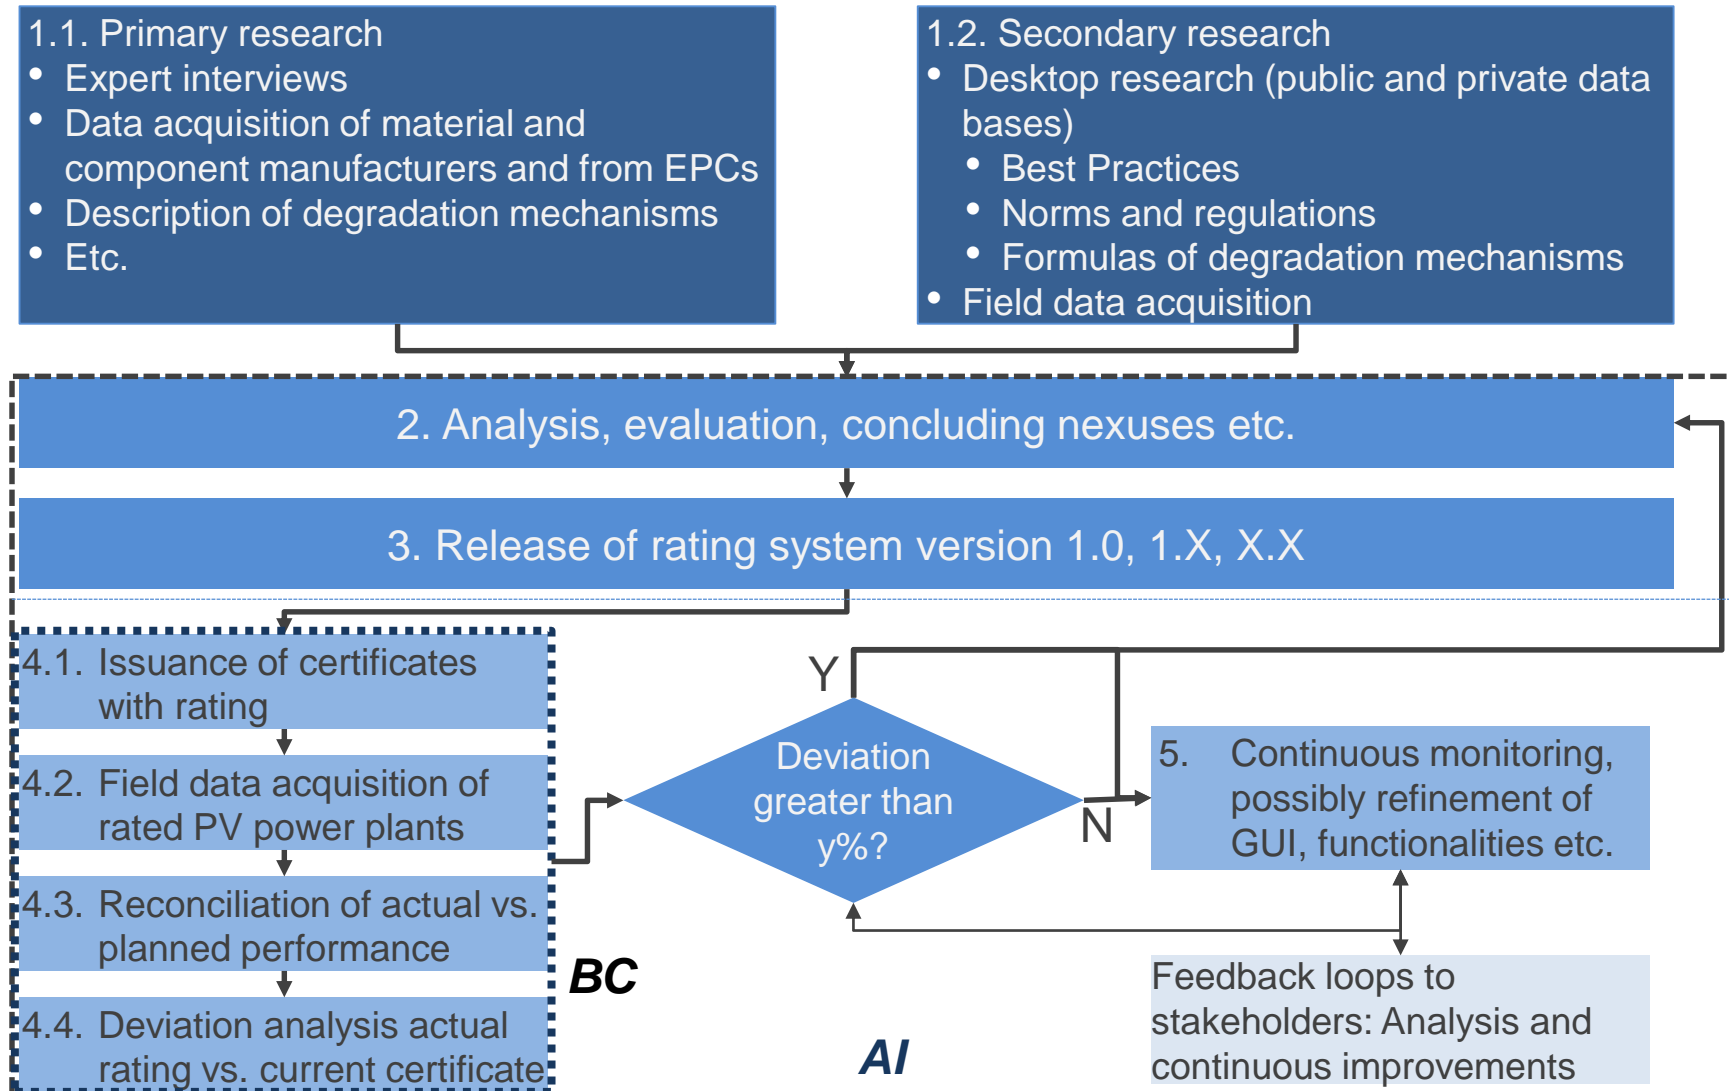 1.1. Primary research
• Expert interviews
• Data acquisition of material and
component manufacturers and from EPCs
• Description of degradation mechanisms
• Etc.
1.2. Secondary research
• Desktop research (public and private data
bases)
• Best Practices
• Norms and regulations
• Formulas of degradation mechanisms
• Field data acquisition
2. Analysis, evaluation, concluding nexuses etc.
3. Release of rating system version 1.0, 1.X, X.X
4.1. Issuance of certificates
with rating
4.2. Field data acquisition of
rated PV power plants
4.3. Reconciliation of actual vs.
planned performance
4.4. Deviation analysis actual
rating vs. current certificate
BC
Y
Deviation
greater than
y%?
N
5. Continuous monitoring,
possibly refinement of
GUI, functionalities etc.
Feedback loops to
stakeholders: Analysis and
continuous improvements
AI